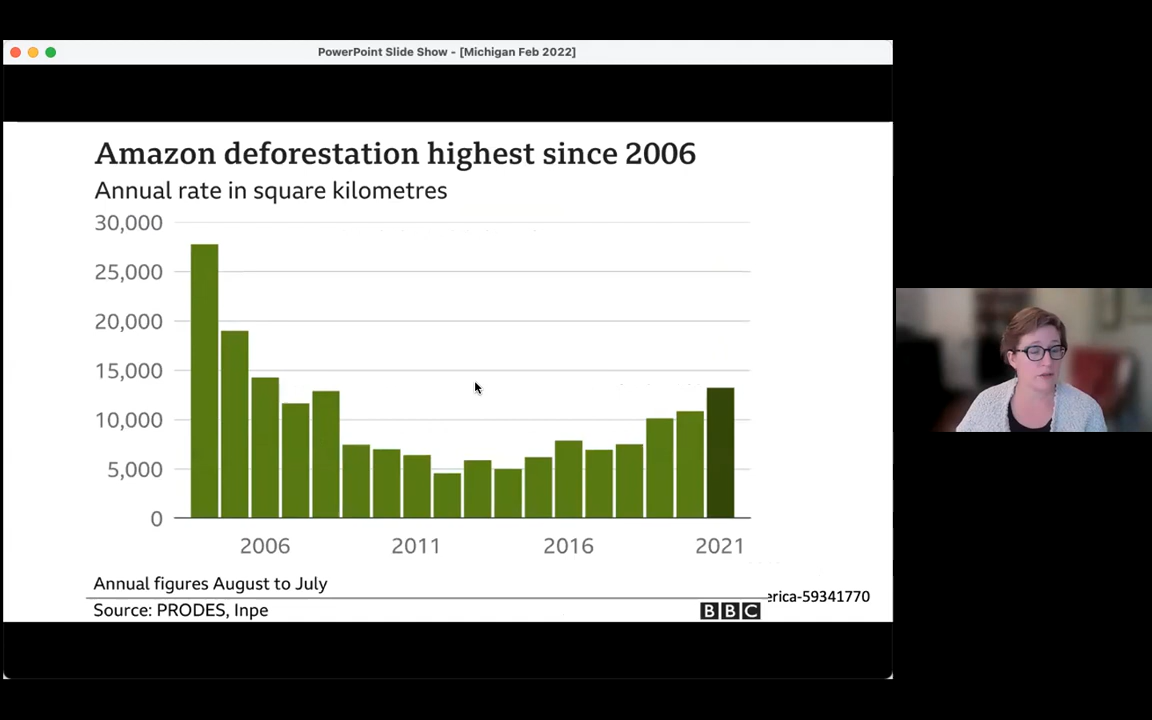 PowerPoint Slide Show - [Michigan Feb 2022]
Amazon deforestation highest since 2006
Annual rate in square kilometres
30,000
25,000
20,000
15,000
10,000
5,000
0
2006 2011 2016 2021
Annual figures August to July
erica-59341770
Source: PRODES, Inpe
BBC